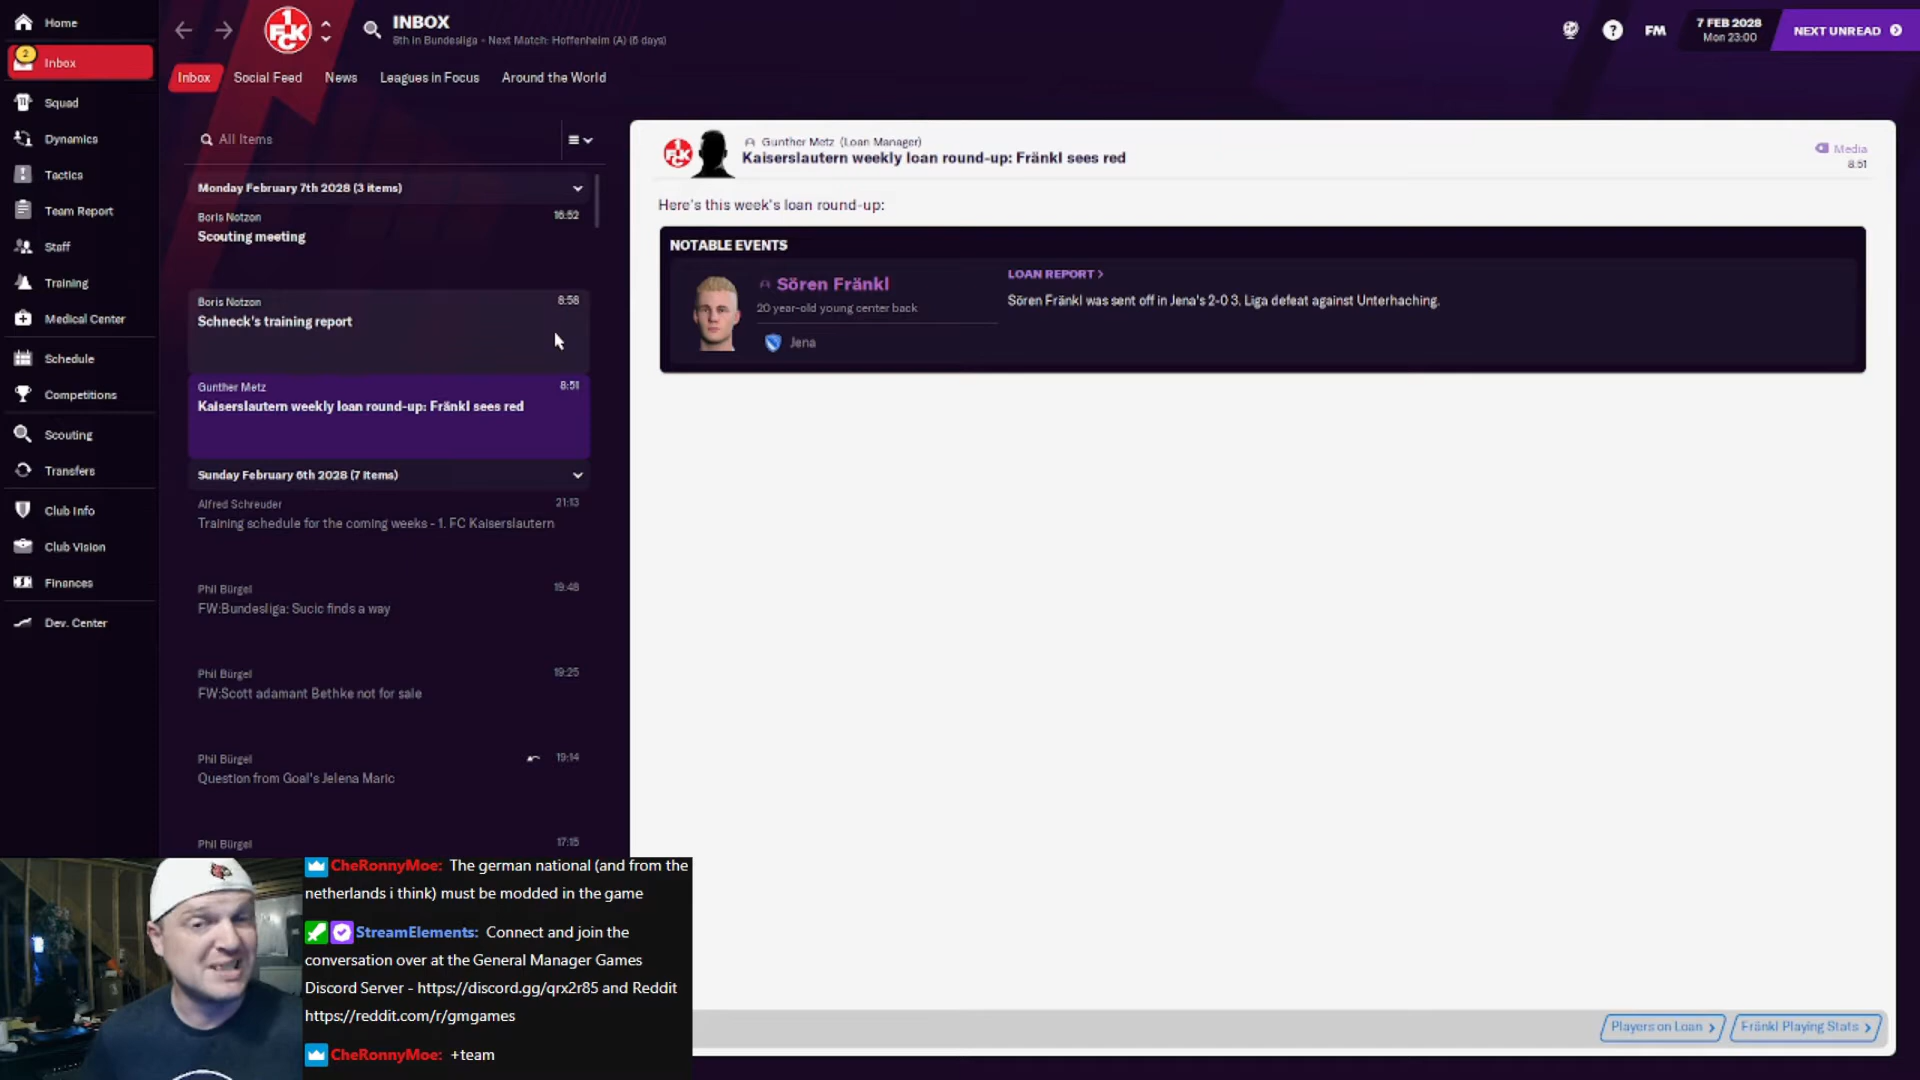 Home
2
Inbox
Squad
Dynamics
Tactics
Team Report
Staff
Training
Medical Center
Schedule
Competitions
Scouting
Transfers
Club Info
Club Vision
Finances
Dev. Center
1
FCK
INBOX
8th in Bundesliga - Next Match: Hoffenheim (A) (6 days)
?
FM
7 FEB 2028
Mon 23:00
NEXT UNREAD
Inbox
Social Feed
News
Leagues in Focus
Around the World
All Items
Monday February 7th 2028 (3 items)
Boris Notzon 16:52
Scouting meeting
Boris Notzon 8:58
Schneck's training report
Gunther Metz 8:51
Kaiserslautern weekly loan round-up: Fränkl sees red
Sunday February 6th 2028 (7 items)
Alfred Schreuder 21:13
Training schedule for the coming weeks - 1. FC Kaiserslautern
Phil Bürgel 19:48
FW:Bundesliga: Sucic finds a way
Phil Bürgel 19:25
FW:Scott adamant Bethke not for sale
Phil Bürgel 19:14
Question from Goal's Jelena Maric
Phil Bürgel 17:15
Gunther Metz (Loan Manager)
Kaiserslautern weekly loan round-up: Fränkl sees red
Media
8:51
Here's this week's loan round-up:
NOTABLE EVENTS
Sören Fränkl
20 year-old young center back
Jena
LOAN REPORT >
Sören Fränkl was sent off in Jena's 2-0 3. Liga defeat against Unterhaching.
Players on Loan >
Fränkl Playing Stats >
CheRonnyMoe: The german national (and from the
netherlands i think) must be modded in the game
StreamElements: Connect and join the
conversation over at the General Manager Games
Discord Server - https://discord.gg/qrx2r85 and Reddit
https://reddit.com/r/gmgames
CheRonnyMoe: +team